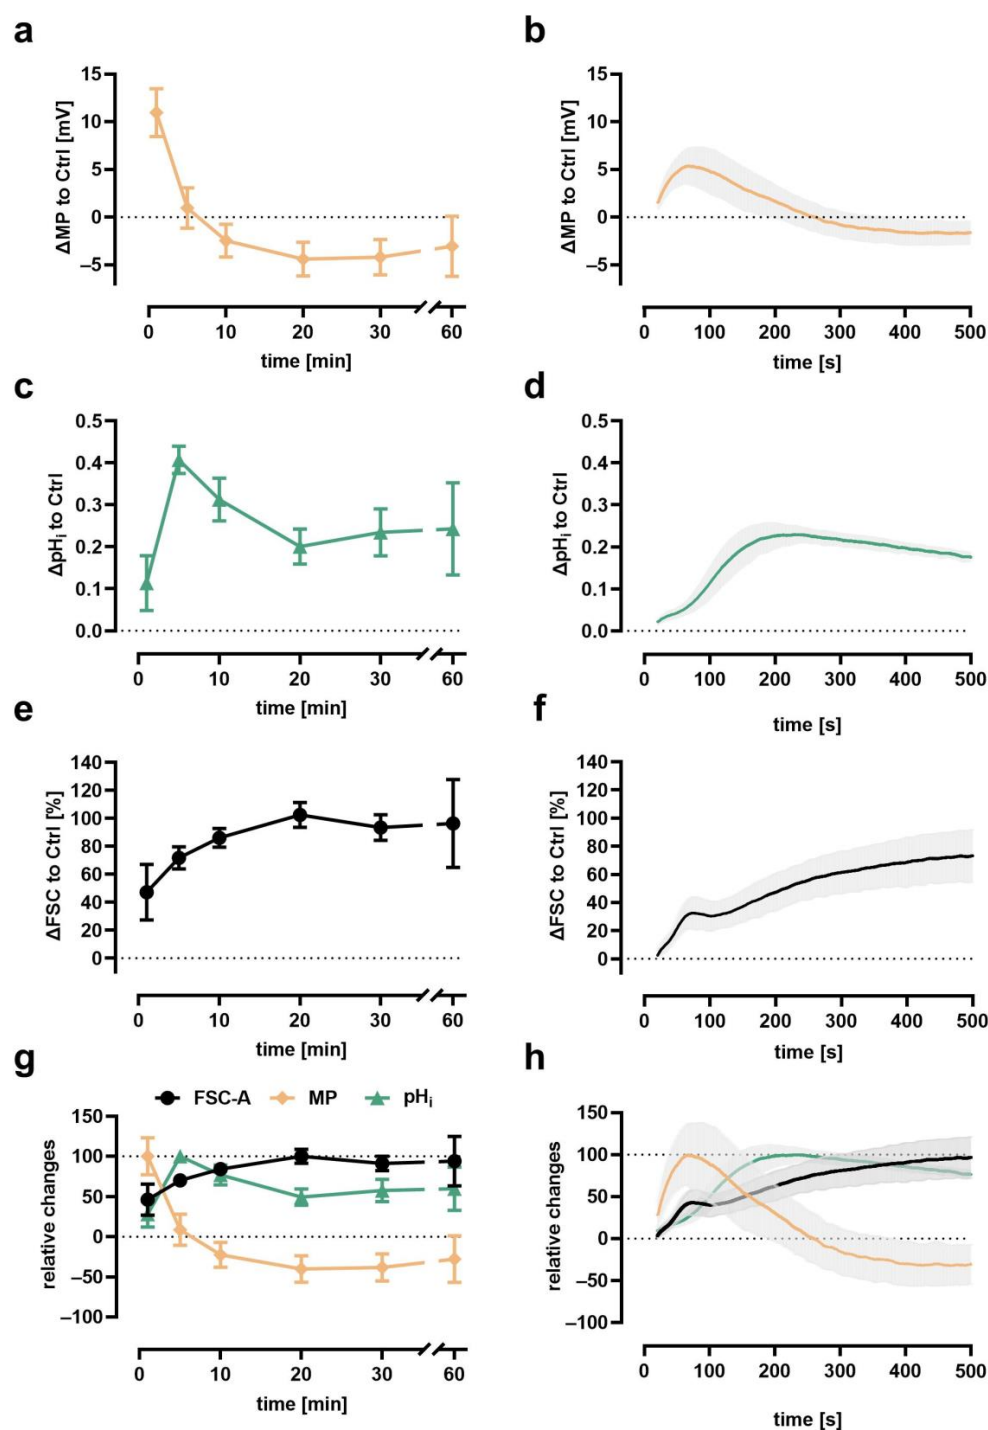 a
ΔMP to Ctrl [mV]
15
10
5
0
–5
0 10 20 30 60
time [min]
b
ΔMP to Ctrl [mV]
15
10
5
0
–5
0 100 200 300 400 500
time [s]
c
ΔpHi to Ctrl
0.5
0.4
0.3
0.2
0.1
0.0
0 10 20 30 60
time [min]
d
ΔpHi to Ctrl
0.5
0.4
0.3
0.2
0.1
0.0
0 100 200 300 400 500
time [s]
e
ΔFSC to Ctrl [%]
140
120
100
80
60
40
20
0
0 10 20 30 60
time [min]
f
ΔFSC to Ctrl [%]
140
120
100
80
60
40
20
0
0 100 200 300 400 500
time [s]
g
FSC-A MP pHi
relative changes
150
100
50
0
–50
–100
0 10 20 30 60
time [min]
h
relative changes
150
100
50
0
–50
–100
0 100 200 300 400 500
time [s]